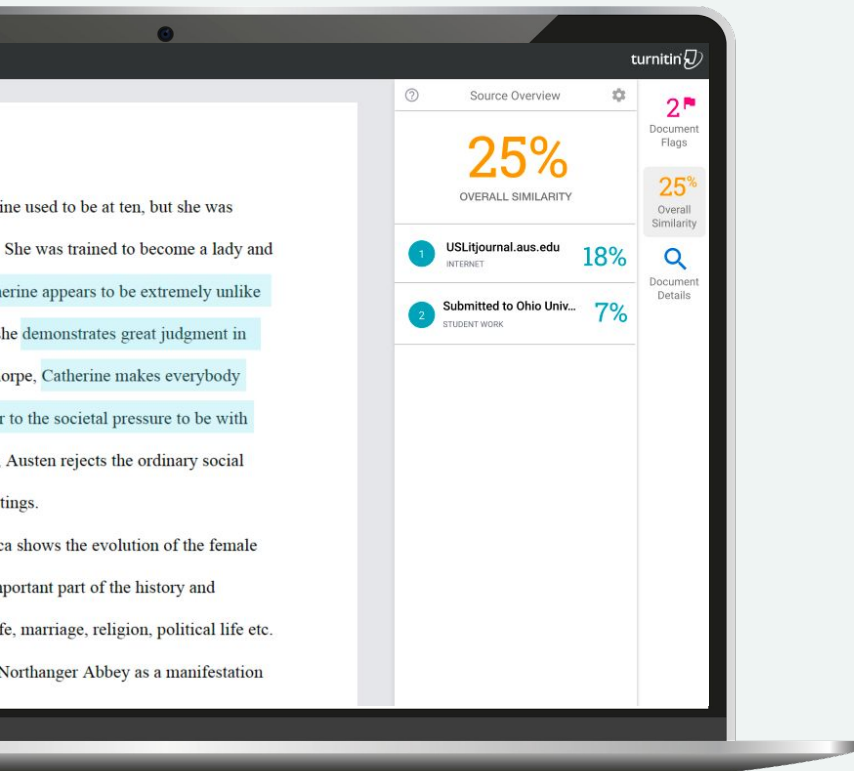 turnitin
ine used to be at ten, but she was
She was trained to become a lady and
herine appears to be extremely unlike
he demonstrates great judgment in
orpe, Catherine makes everybody
r to the societal pressure to be with
, Austen rejects the ordinary social
tings.
ca shows the evolution of the female
portant part of the history and
fe, marriage, religion, political life etc.
Northanger Abbey as a manifestation
? Source Overview
25%
OVERALL SIMILARITY
1 USLitjournal.aus.edu 18%
INTERNET
2 Submitted to Ohio Univ... 7%
STUDENT WORK
2
Document
Flags
25%
Overall
Similarity
Document
Details